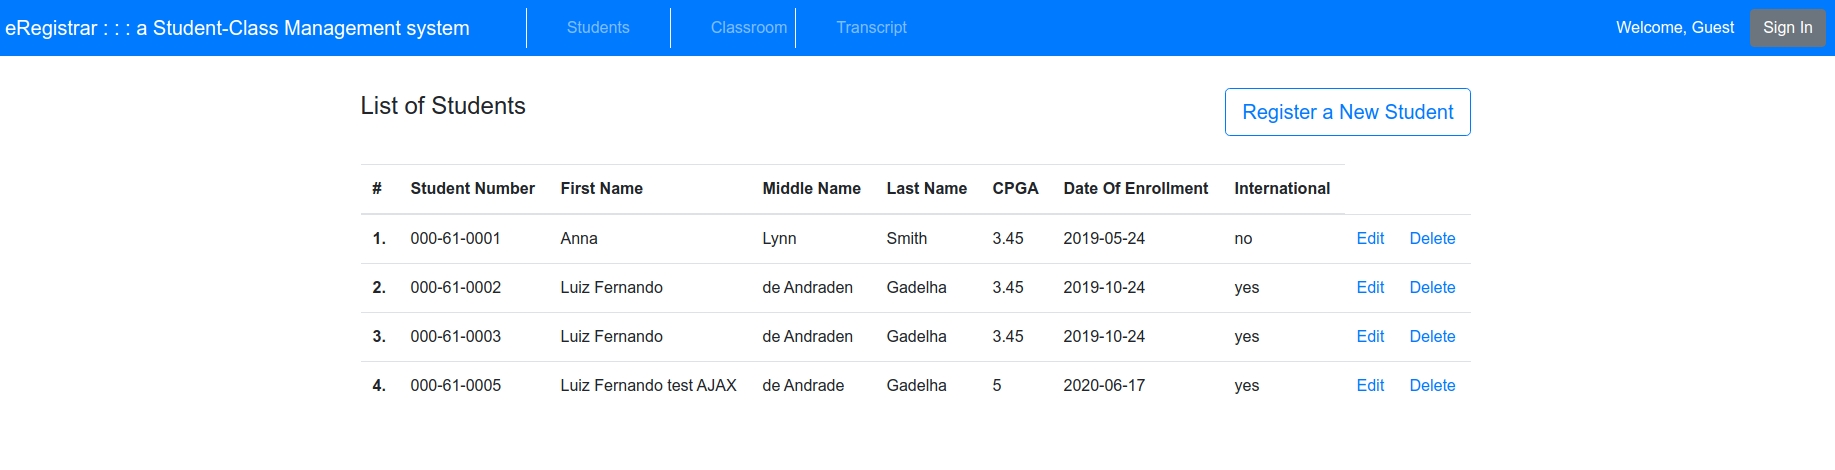 eRegistrar : : : a Student-Class Management system Students Classroom Transcript Welcome, Guest Sign In
List of Students Register a New Student
# Student Number First Name Middle Name Last Name CPGA Date Of Enrollment International
1. 000-61-0001 Anna Lynn Smith 3.45 2019-05-24 no Edit Delete
2. 000-61-0002 Luiz Fernando de Andraden Gadelha 3.45 2019-10-24 yes Edit Delete
3. 000-61-0003 Luiz Fernando de Andraden Gadelha 3.45 2019-10-24 yes Edit Delete
4. 000-61-0005 Luiz Fernando test AJAX de Andrade Gadelha 5 2020-06-17 yes Edit Delete